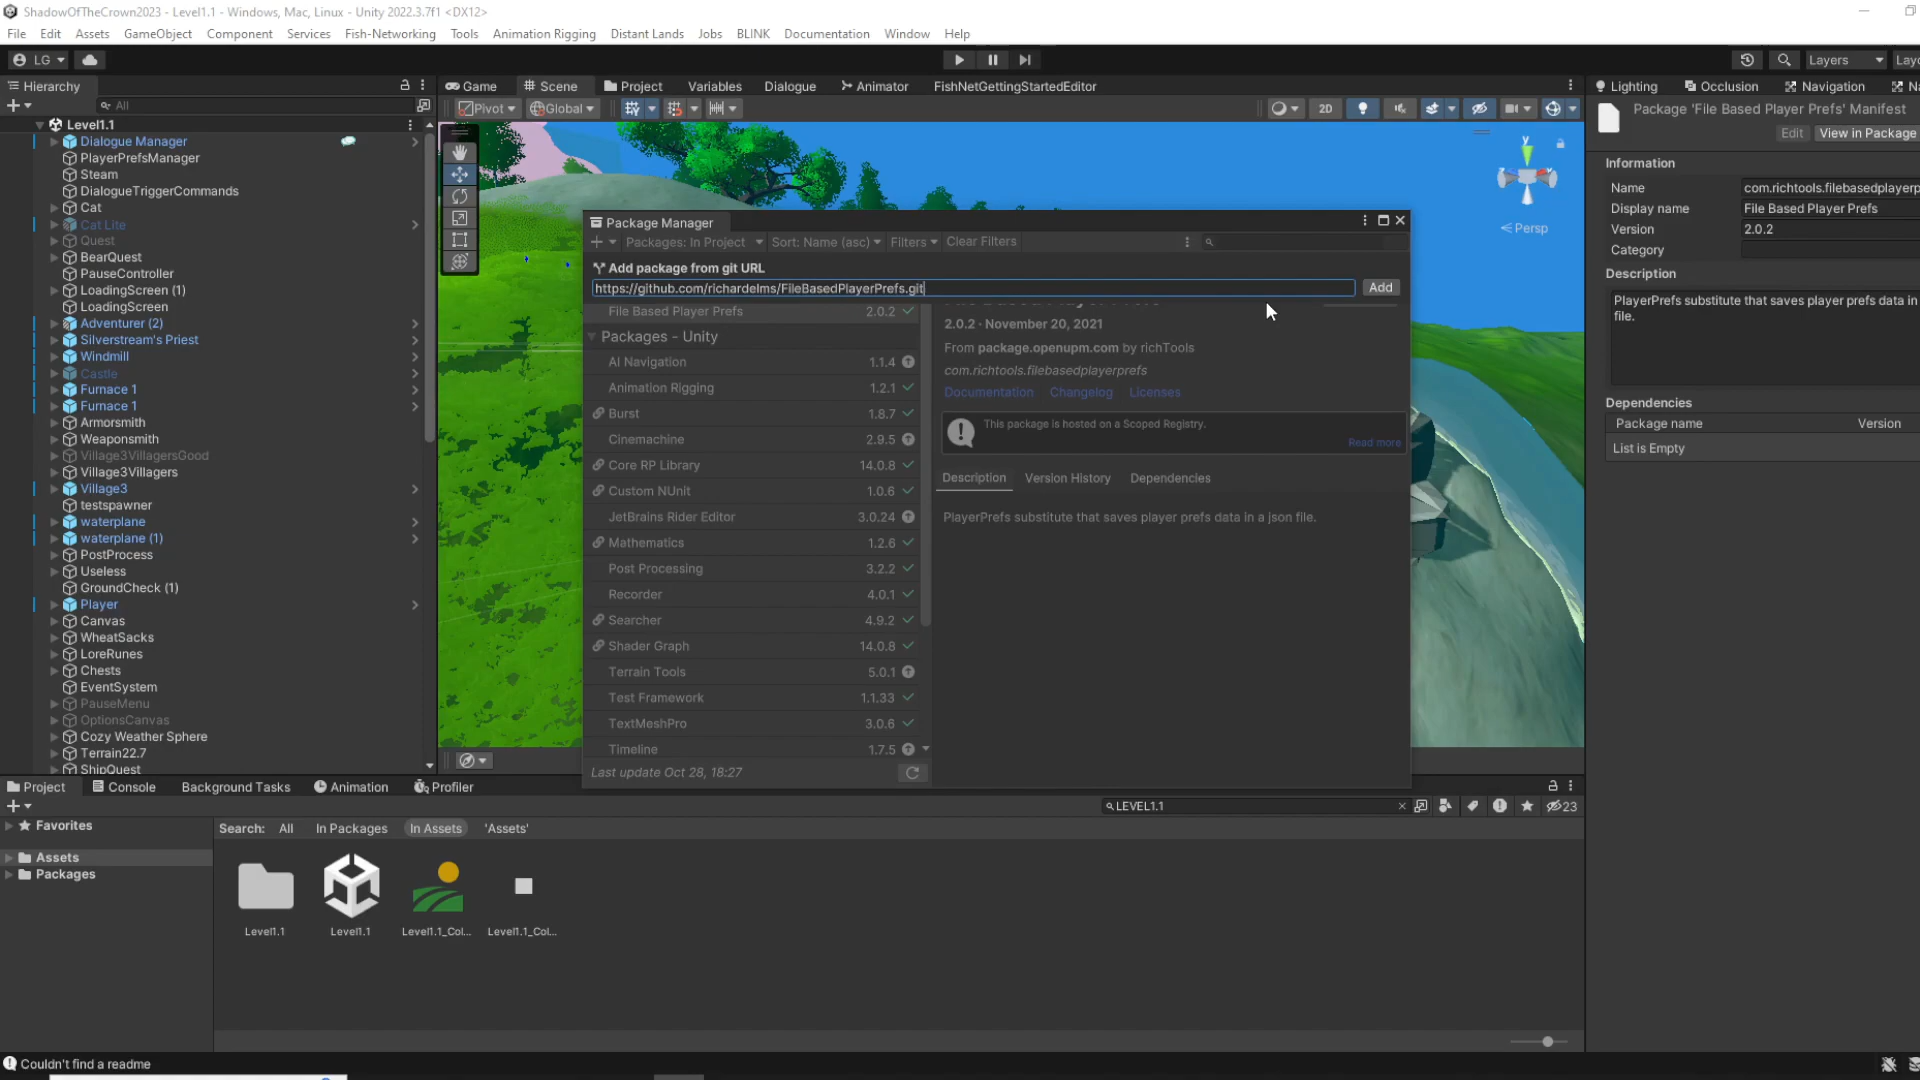 ShadowOfTheCrown2023 - Level1.1 - Windows, Mac, Linux - Unity 2022.3.7f1 <DX12>
File Edit Assets GameObject Component Services Fish-Networking Tools Animation Rigging Distant Lands Jobs BLINK Documentation Window Help
LG Layers
Hierarchy Game Scene Project Variables Dialogue Animator FishNetGettingStartedEditor Lighting Occlusion Navigation
All Pivot Global 2D
Level1.1
Dialogue Manager
PlayerPrefsManager
Steam
DialogueTriggerCommands
Cat
Cat Lite
Quest
BearQuest
PauseController
LoadingScreen (1)
LoadingScreen
Adventurer (2)
Silverstream's Priest
Windmill
Castle
Furnace 1
Furnace 1
Armorsmith
Weaponsmith
Village3VillagersGood
Village3Villagers
Village3
testspawner
waterplane
waterplane (1)
PostProcess
Useless
GroundCheck (1)
Player
Canvas
WheatSacks
LoreRunes
Chests
EventSystem
PauseMenu
OptionsCanvas
Cozy Weather Sphere
Terrain22.7
ShipQuest
y
Persp
Package Manager
Packages: In Project Sort: Name (asc) Filters Clear Filters
Add package from git URL
https://github.com/richardelms/FileBasedPlayerPrefs.git Add
File Based Player Prefs 2.0.2
Packages - Unity
AI Navigation 1.1.4
Animation Rigging 1.2.1
Burst 1.8.7
Cinemachine 2.9.5
Core RP Library 14.0.8
Custom NUnit 1.0.6
JetBrains Rider Editor 3.0.24
Mathematics 1.2.6
Post Processing 3.2.2
Recorder 4.0.1
Searcher 4.9.2
Shader Graph 14.0.8
Terrain Tools 5.0.1
Test Framework 1.1.33
TextMeshPro 3.0.6
Timeline 1.7.5
Last update Oct 28, 18:27
2.0.2 · November 20, 2021
From package.openupm.com by richTools
com.richtools.filebasedplayerprefs
Documentation Changelog Licenses
This package is hosted on a Scoped Registry.
Read more
Description Version History Dependencies
PlayerPrefs substitute that saves player prefs data in a json file.
Package 'File Based Player Prefs' Manifest
Edit View in Package
Information
Name com.richtools.filebasedplayerp
Display name File Based Player Prefs
Version 2.0.2
Category
Description
PlayerPrefs substitute that saves player prefs data in
file.
Dependencies
Package name Version
List is Empty
Project Console Background Tasks Animation Profiler
LEVEL1.1 23
Favorites
Assets
Packages
Search: All In Packages In Assets 'Assets'
Level1.1 Level1.1 Level1.1_Col... Level1.1_Col...
Couldn't find a readme